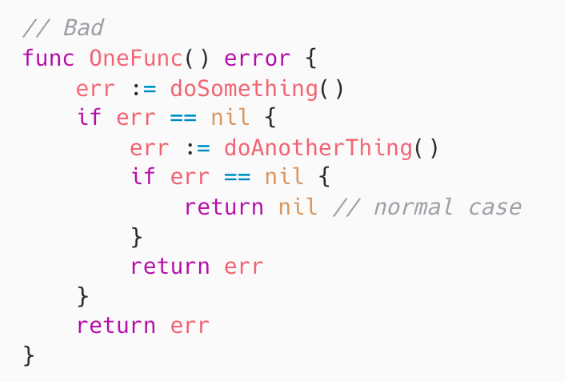 // Bad
func OneFunc() error {
    err := doSomething()
    if err == nil {
        err := doAnotherThing()
        if err == nil {
            return nil // normal case
        }
        return err
    }
    return err
}